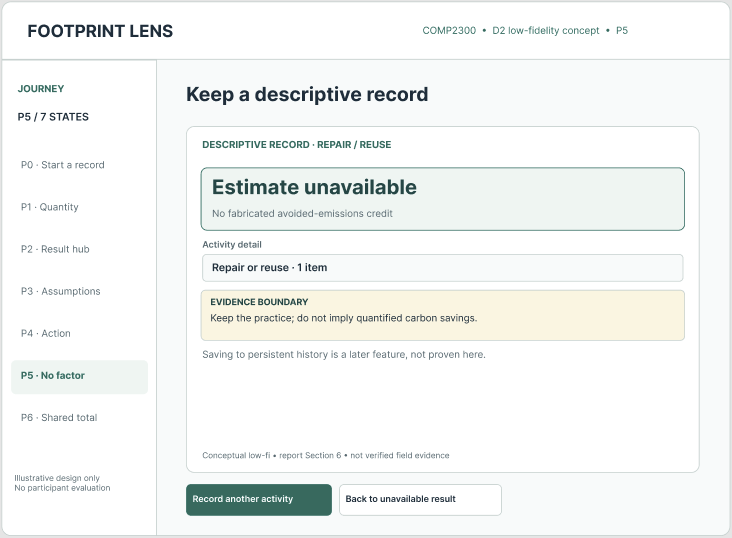 FOOTPRINT LENS
COMP2300 • D2 low-fidelity concept • P5
JOURNEY
P5 / 7 STATES
P0 · Start a record
P1 · Quantity
P2 · Result hub
P3 · Assumptions
P4 · Action
P5 · No factor
P6 · Shared total
Illustrative design only
No participant evaluation
Keep a descriptive record
DESCRIPTIVE RECORD · REPAIR / REUSE
Estimate unavailable
No fabricated avoided-emissions credit
Activity detail
Repair or reuse · 1 item
EVIDENCE BOUNDARY
Keep the practice; do not imply quantified carbon savings.
Saving to persistent history is a later feature, not proven here.
Conceptual low-fi • report Section 6 • not verified field evidence
Record another activity
Back to unavailable result